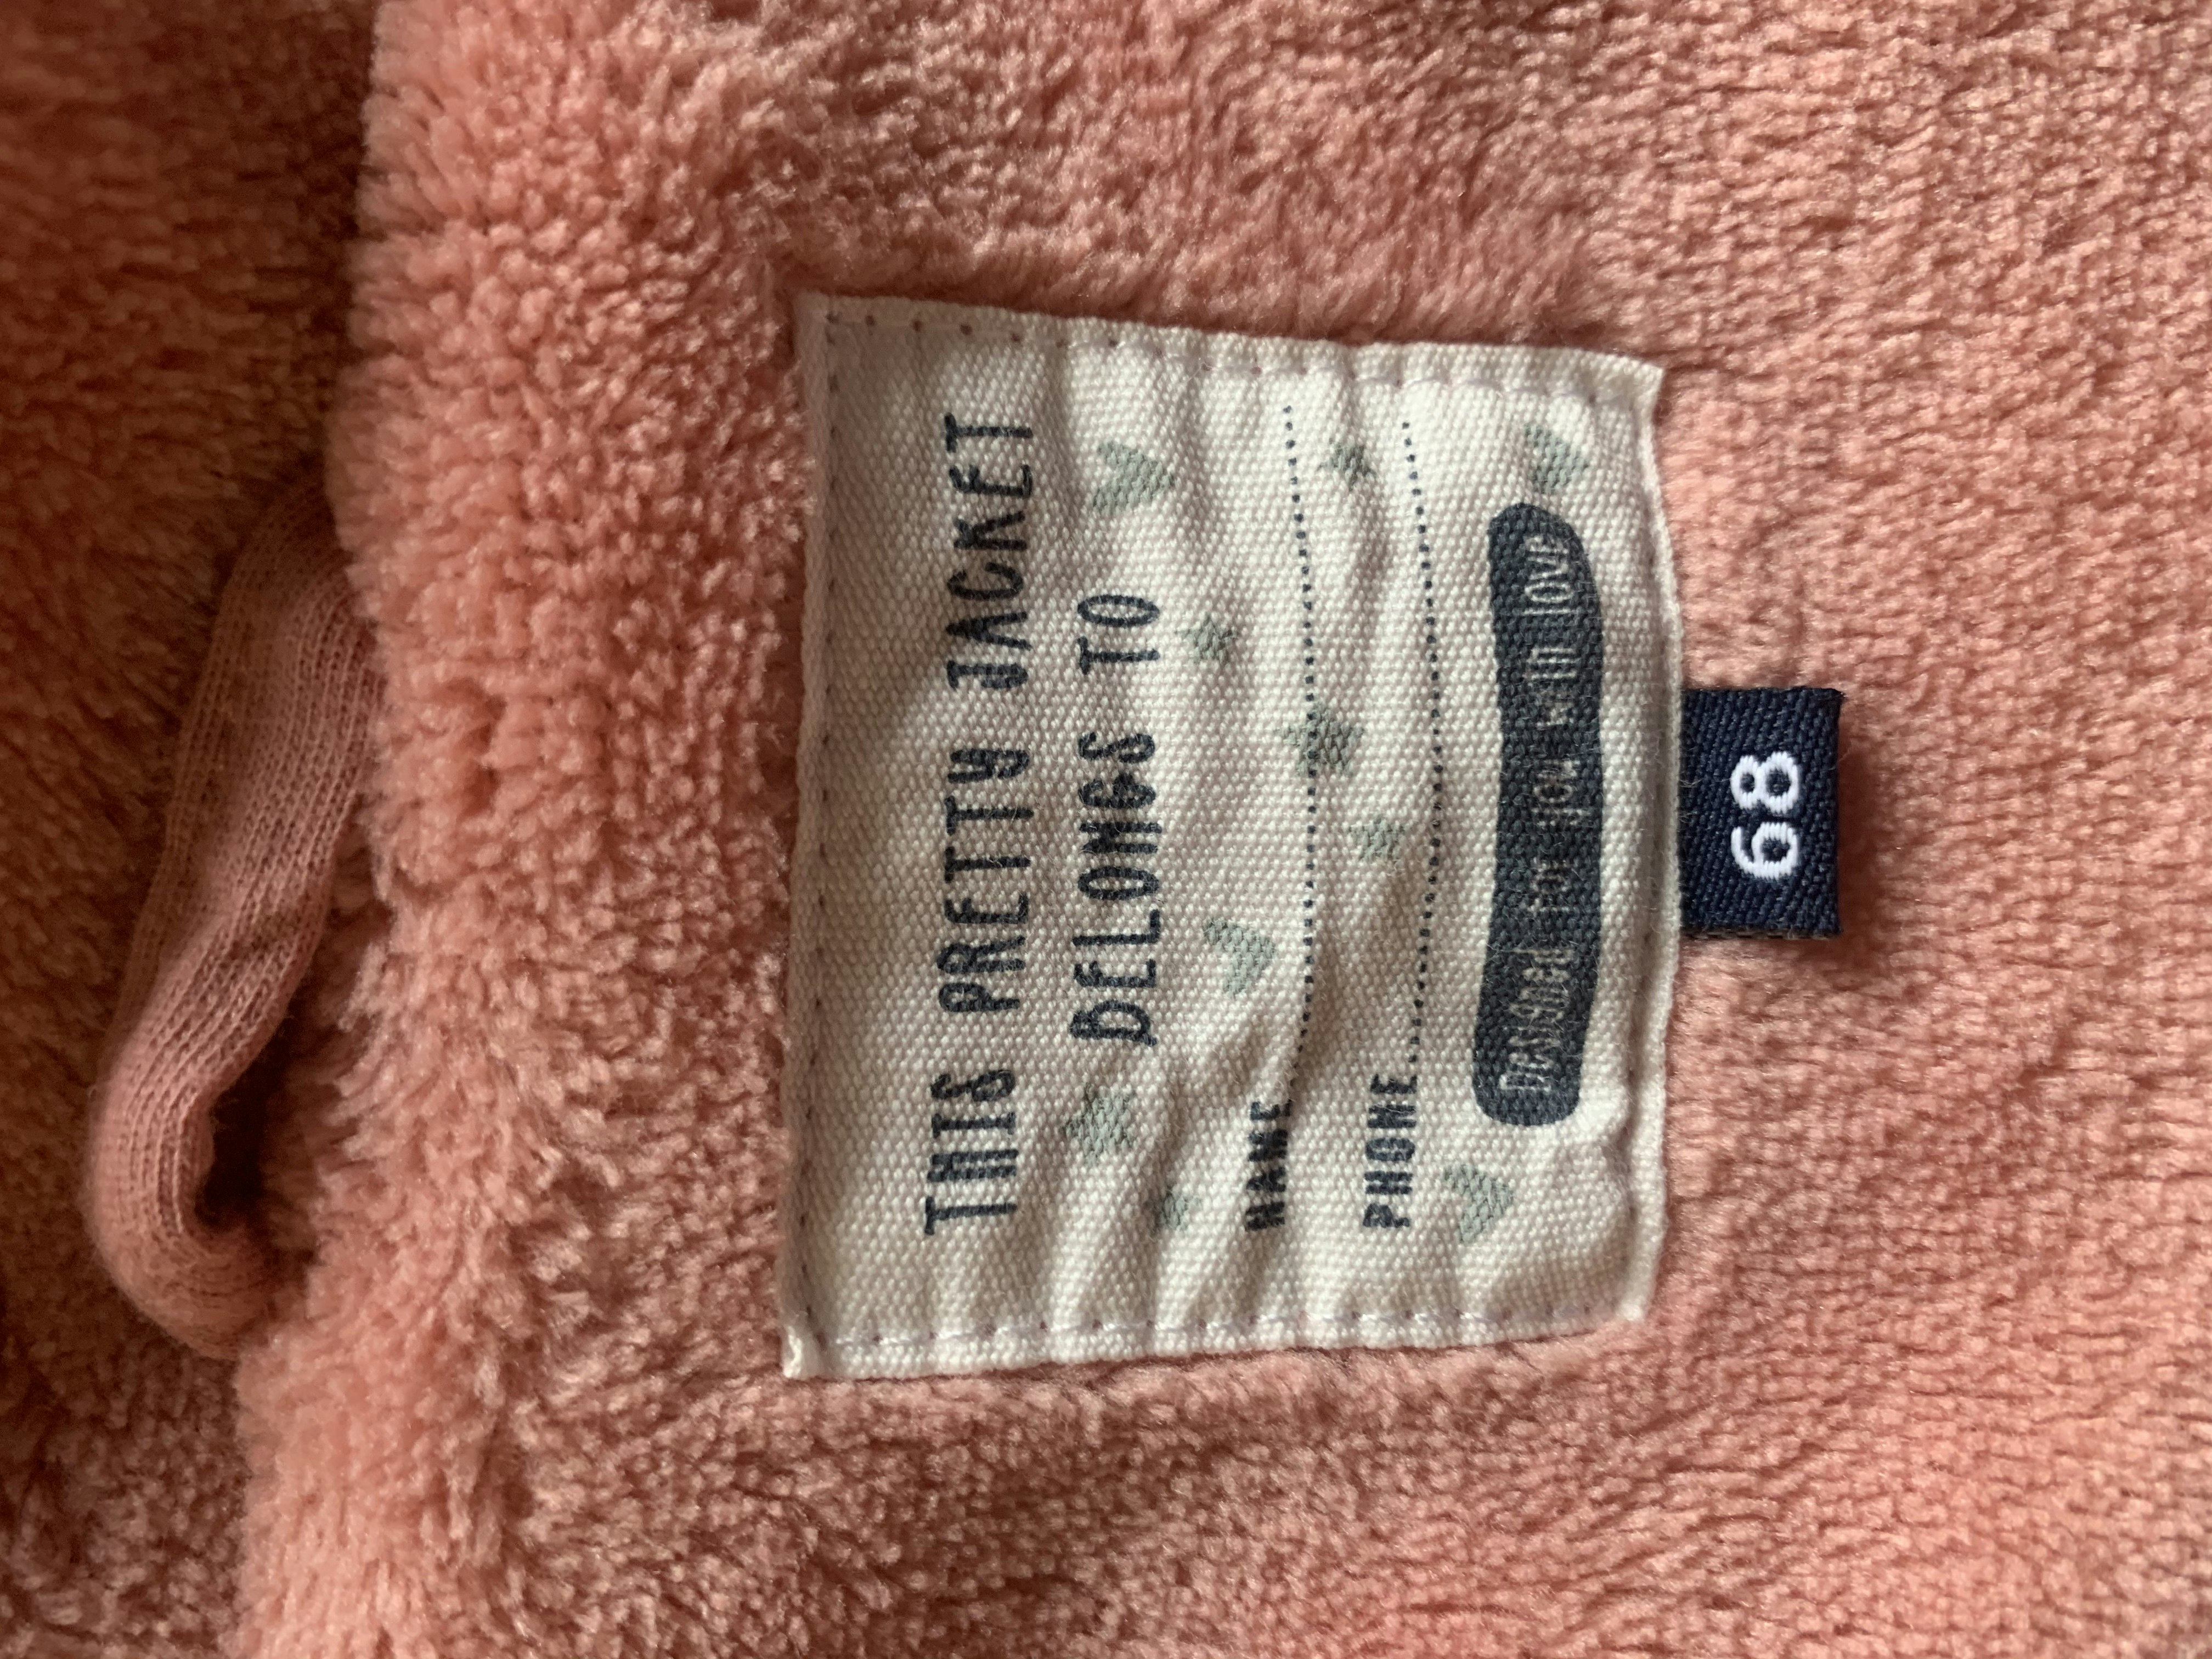 THIS PRETTY JACKET
BELONGS TO
NAME
PHONE
Designed for you with love
68